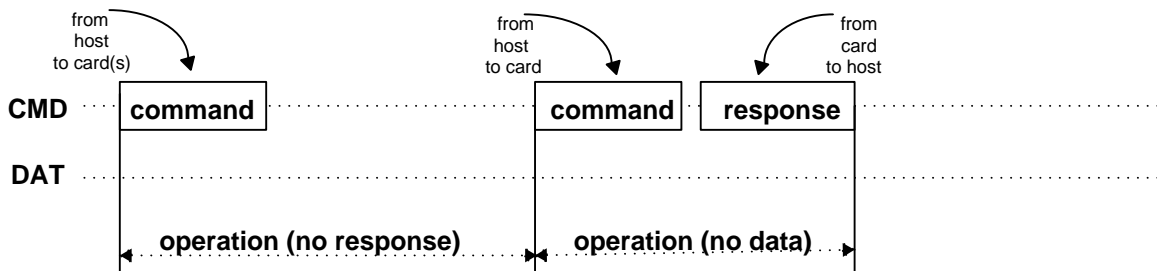 from
host
to card(s)
from
host
to card
from
card
to host
CMD
command
command
response
DAT
operation (no response)
operation (no data)